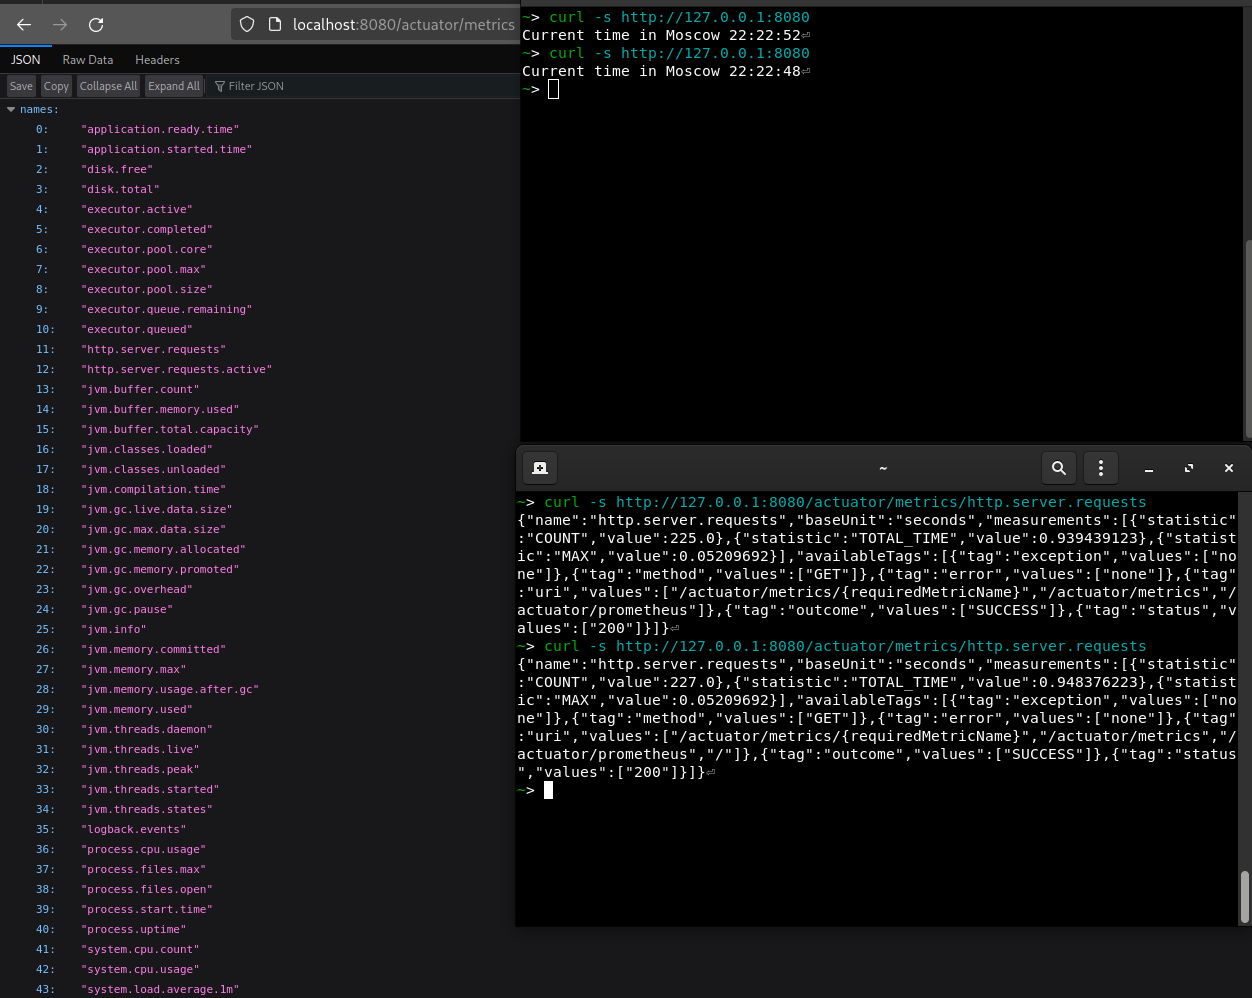 localhost:8080/actuator/metrics
JSON Raw Data Headers
Save Copy Collapse All Expand All Filter JSON
names:
0: "application.ready.time"
1: "application.started.time"
2: "disk.free"
3: "disk.total"
4: "executor.active"
5: "executor.completed"
6: "executor.pool.core"
7: "executor.pool.max"
8: "executor.pool.size"
9: "executor.queue.remaining"
10: "executor.queued"
11: "http.server.requests"
12: "http.server.requests.active"
13: "jvm.buffer.count"
14: "jvm.buffer.memory.used"
15: "jvm.buffer.total.capacity"
16: "jvm.classes.loaded"
17: "jvm.classes.unloaded"
18: "jvm.compilation.time"
19: "jvm.gc.live.data.size"
20: "jvm.gc.max.data.size"
21: "jvm.gc.memory.allocated"
22: "jvm.gc.memory.promoted"
23: "jvm.gc.overhead"
24: "jvm.gc.pause"
25: "jvm.info"
26: "jvm.memory.committed"
27: "jvm.memory.max"
28: "jvm.memory.usage.after.gc"
29: "jvm.memory.used"
30: "jvm.threads.daemon"
31: "jvm.threads.live"
32: "jvm.threads.peak"
33: "jvm.threads.started"
34: "jvm.threads.states"
35: "logback.events"
36: "process.cpu.usage"
37: "process.files.max"
38: "process.files.open"
39: "process.start.time"
40: "process.uptime"
41: "system.cpu.count"
42: "system.cpu.usage"
43: "system.load.average.1m"
~> curl -s http://127.0.0.1:8080
Current time in Moscow 22:22:52⏎
~> curl -s http://127.0.0.1:8080
Current time in Moscow 22:22:48⏎
~>
~
~> curl -s http://127.0.0.1:8080/actuator/metrics/http.server.requests
{"name":"http.server.requests","baseUnit":"seconds","measurements":[{"statistic"
:"COUNT","value":225.0},{"statistic":"TOTAL_TIME","value":0.939439123},{"statist
ic":"MAX","value":0.05209692}],"availableTags":[{"tag":"exception","values":["no
ne"]},{"tag":"method","values":["GET"]},{"tag":"error","values":["none"]},{"tag"
:"uri","values":["/actuator/metrics/{requiredMetricName}","/actuator/metrics","/
actuator/prometheus"]},{"tag":"outcome","values":["SUCCESS"]},{"tag":"status","v
alues":["200"]}]}⏎
~> curl -s http://127.0.0.1:8080/actuator/metrics/http.server.requests
{"name":"http.server.requests","baseUnit":"seconds","measurements":[{"statistic"
:"COUNT","value":227.0},{"statistic":"TOTAL_TIME","value":0.948376223},{"statist
ic":"MAX","value":0.05209692}],"availableTags":[{"tag":"exception","values":["no
ne"]},{"tag":"method","values":["GET"]},{"tag":"error","values":["none"]},{"tag"
:"uri","values":["/actuator/metrics/{requiredMetricName}","/actuator/metrics","/
actuator/prometheus","/"]},{"tag":"outcome","values":["SUCCESS"]},{"tag":"status
","values":["200"]}]}⏎
~>